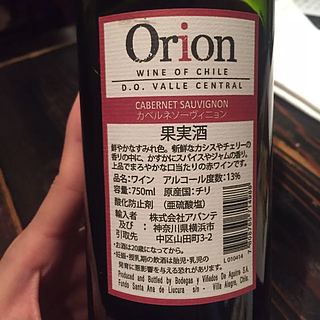 Orion
WINE OF CHILE
D.O. VALLE CENTRAL
CABERNET SAUVIGNON
カベルネソーヴィニョン
果実酒
鮮やかなすみれ色。新鮮なカシスやチェリーの
香りの中に、かすかにスパイスやジャムの香り。
上品でまろやかな口当たりの赤ワインです。
品名:ワイン アルコール度数:13%
容量:750ml 原産国:チリ
酸化防止剤 (亜硫酸塩)
輸入者 株式会社アバンテ
及び : 神奈川県横浜市
引取先 中区山田町3-2
・お酒は20歳になってから。
・妊娠・授乳期の飲酒は胎児・乳児の
発育に悪影響を与える恐れがあります。
L010414
Produced and Bottled by Bodegas y Viñedos De Aguirre S.A.
Fundo Santa Ana de Liucura s/n - Villa Alegre, Chile.